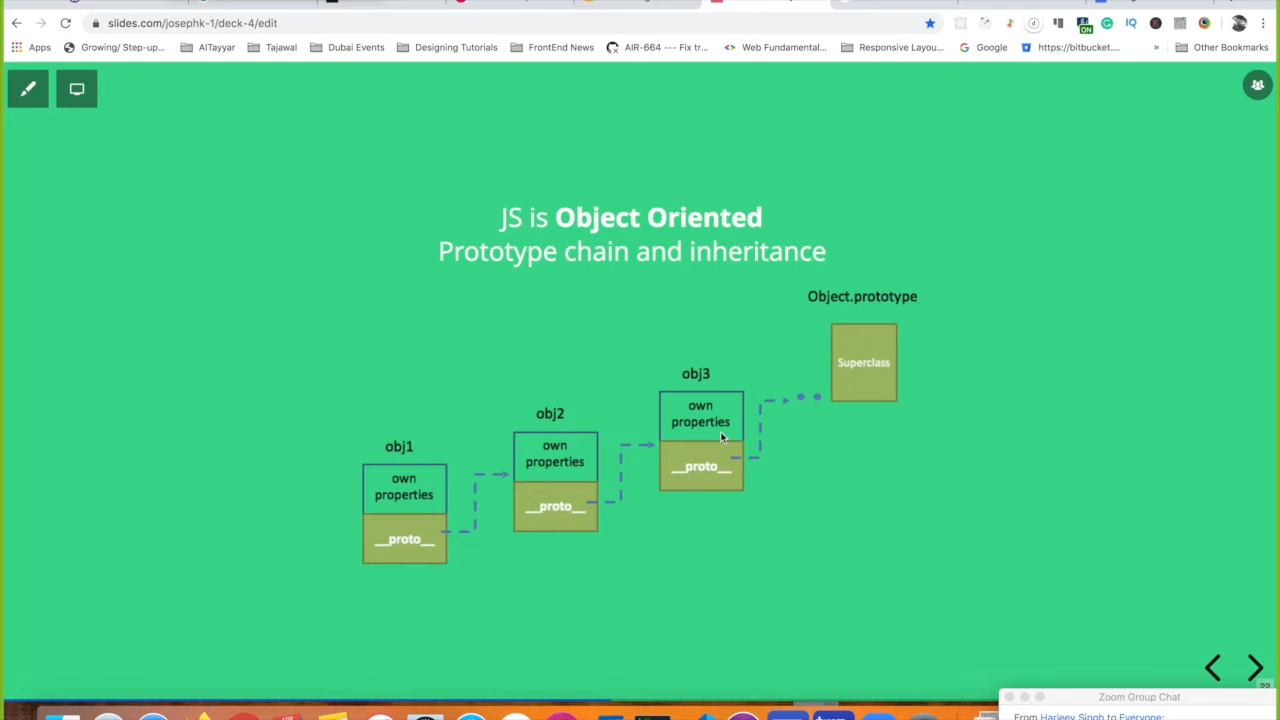 slides.com/josephk-1/deck-4/edit
ON
IQ
Apps
Growing/ Step-up...
AlTayyar
Tajawal
Dubai Events
Designing Tutorials
FrontEnd News
AIR-664 --- Fix tr...
Web Fundamental...
Responsive Layou...
Google
https://bitbucket....
»
Other Bookmarks
JS is Object Oriented
Prototype chain and inheritance
Object.prototype
Superclass
obj3
own
properties
__proto__
obj2
own
properties
__proto__
obj1
own
properties
__proto__
Zoom Group Chat
From Harjeev Singh to Everyone: